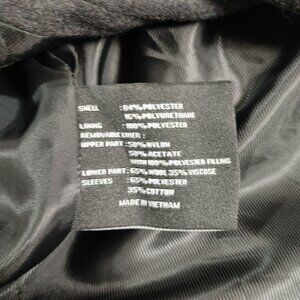 SHELL : 84% POLYESTER
16% POLYURETHANE
LINING : 100% POLYESTER
REMOVABLE LINER :
UPPER PART : 50% NYLON
50% ACETATE
WITH 100% POLYESTER FILLING
LOWER PART : 65% WOOL 35% VISCOSE
SLEEVES : 65% POLYESTER
35% COTTON
MADE IN VIETNAM